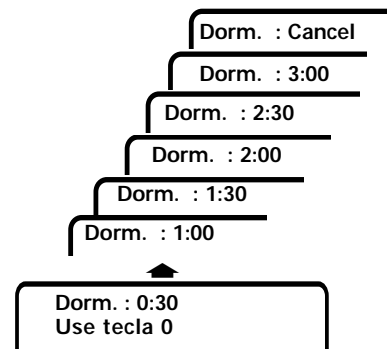 Dorm. : Cancel
Dorm. : 3:00
Dorm. : 2:30
Dorm. : 2:00
Dorm. : 1:30
Dorm. : 1:00
Dorm. : 0:30
Use tecla 0